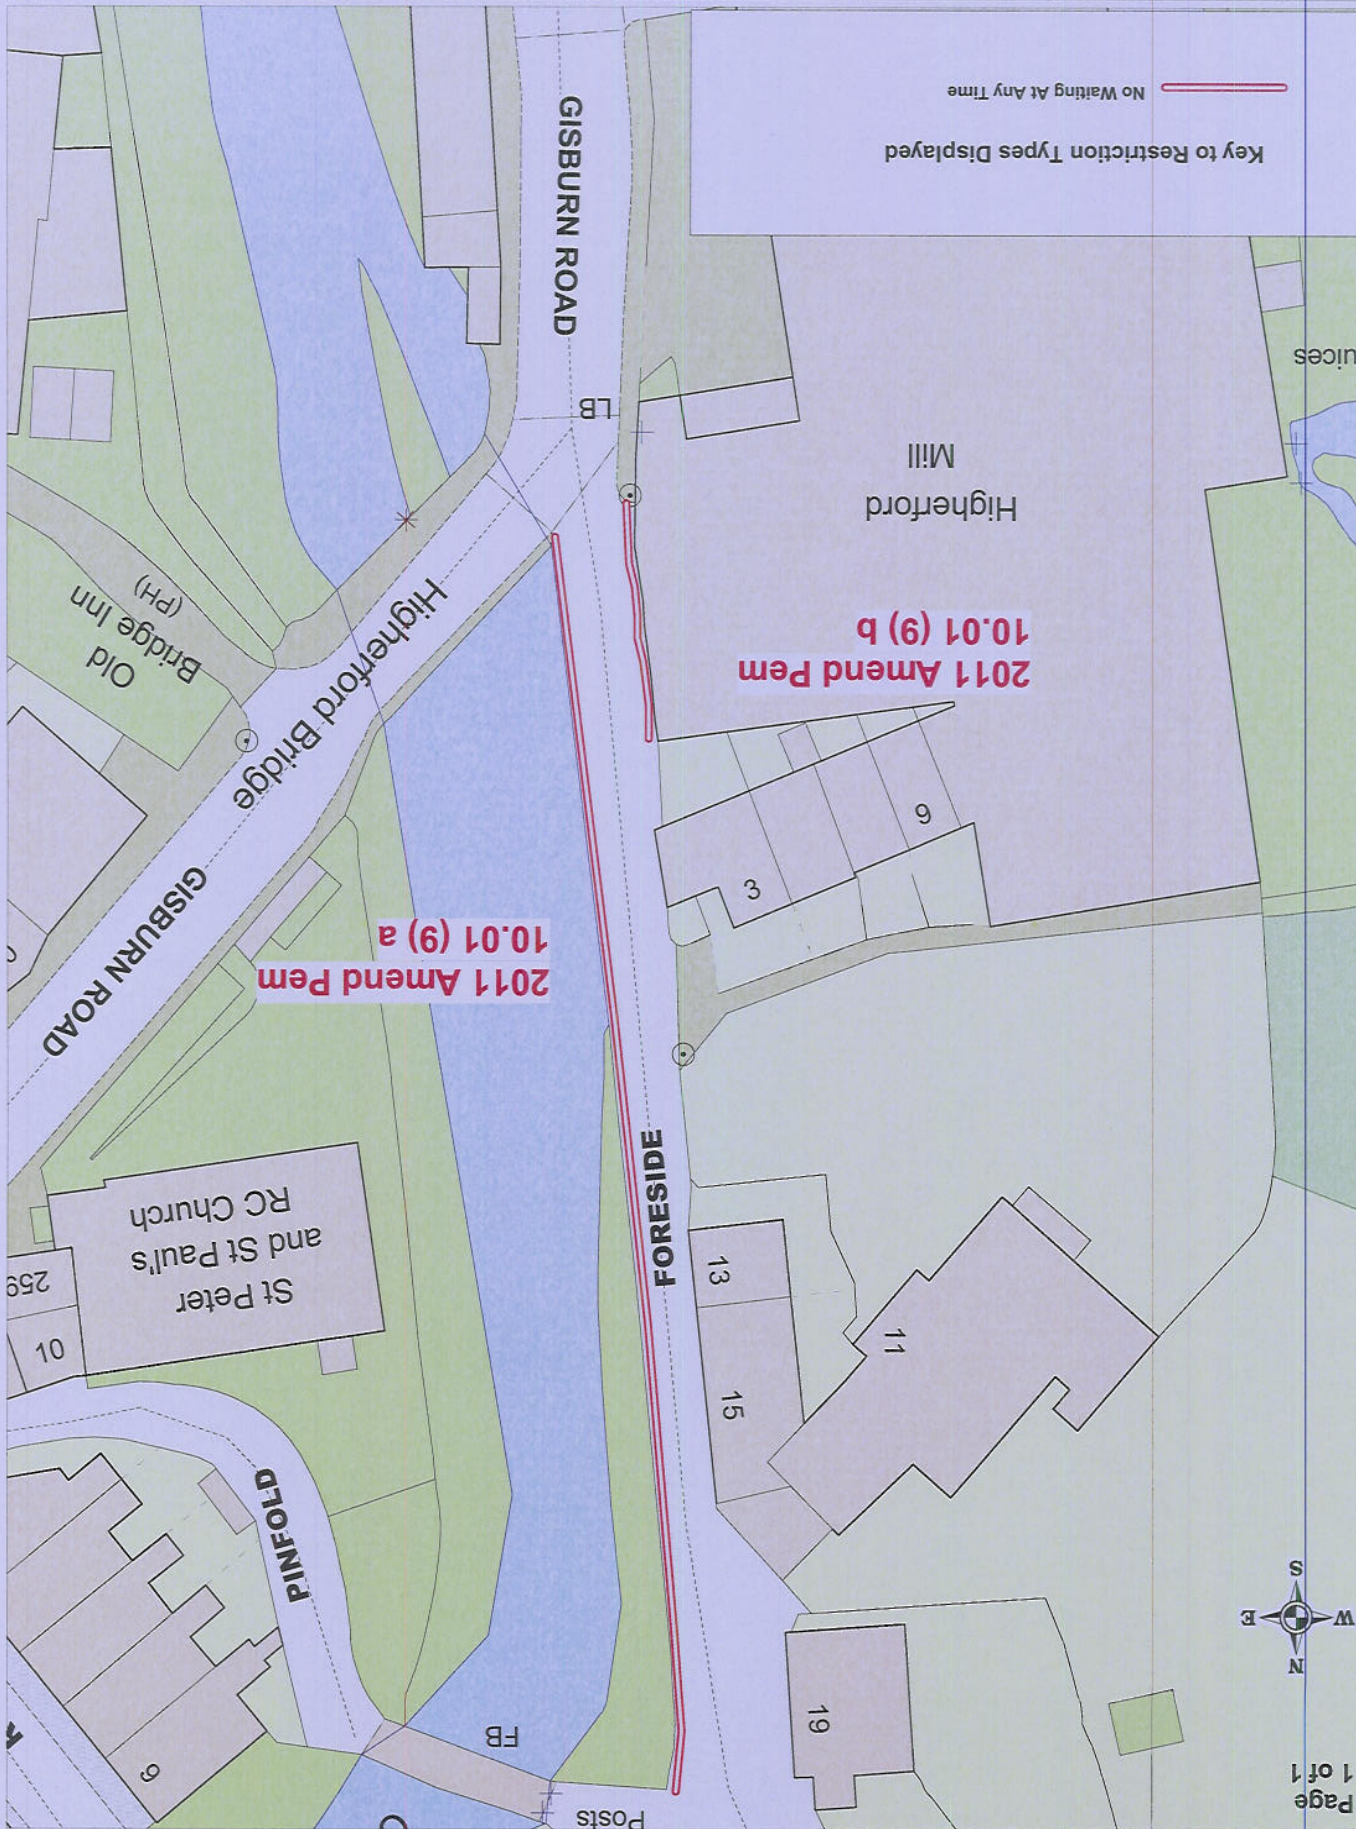 Page
1 of 1
N
W
E
S
Posts
FB
19
6
PINFOLD
15
11
13
10
259
St Peter
and St Paul's
RC Church
FORESIDE
GISBURN ROAD
2011 Amend Pem
10.01 (9) a
3
9
2011 Amend Pem
10.01 (9) b
Higherford Bridge
Old
Bridge Inn
(PH)
Higherford
Mill
LB
GISBURN ROAD
Key to Restriction Types Displayed
No Waiting At Any Time